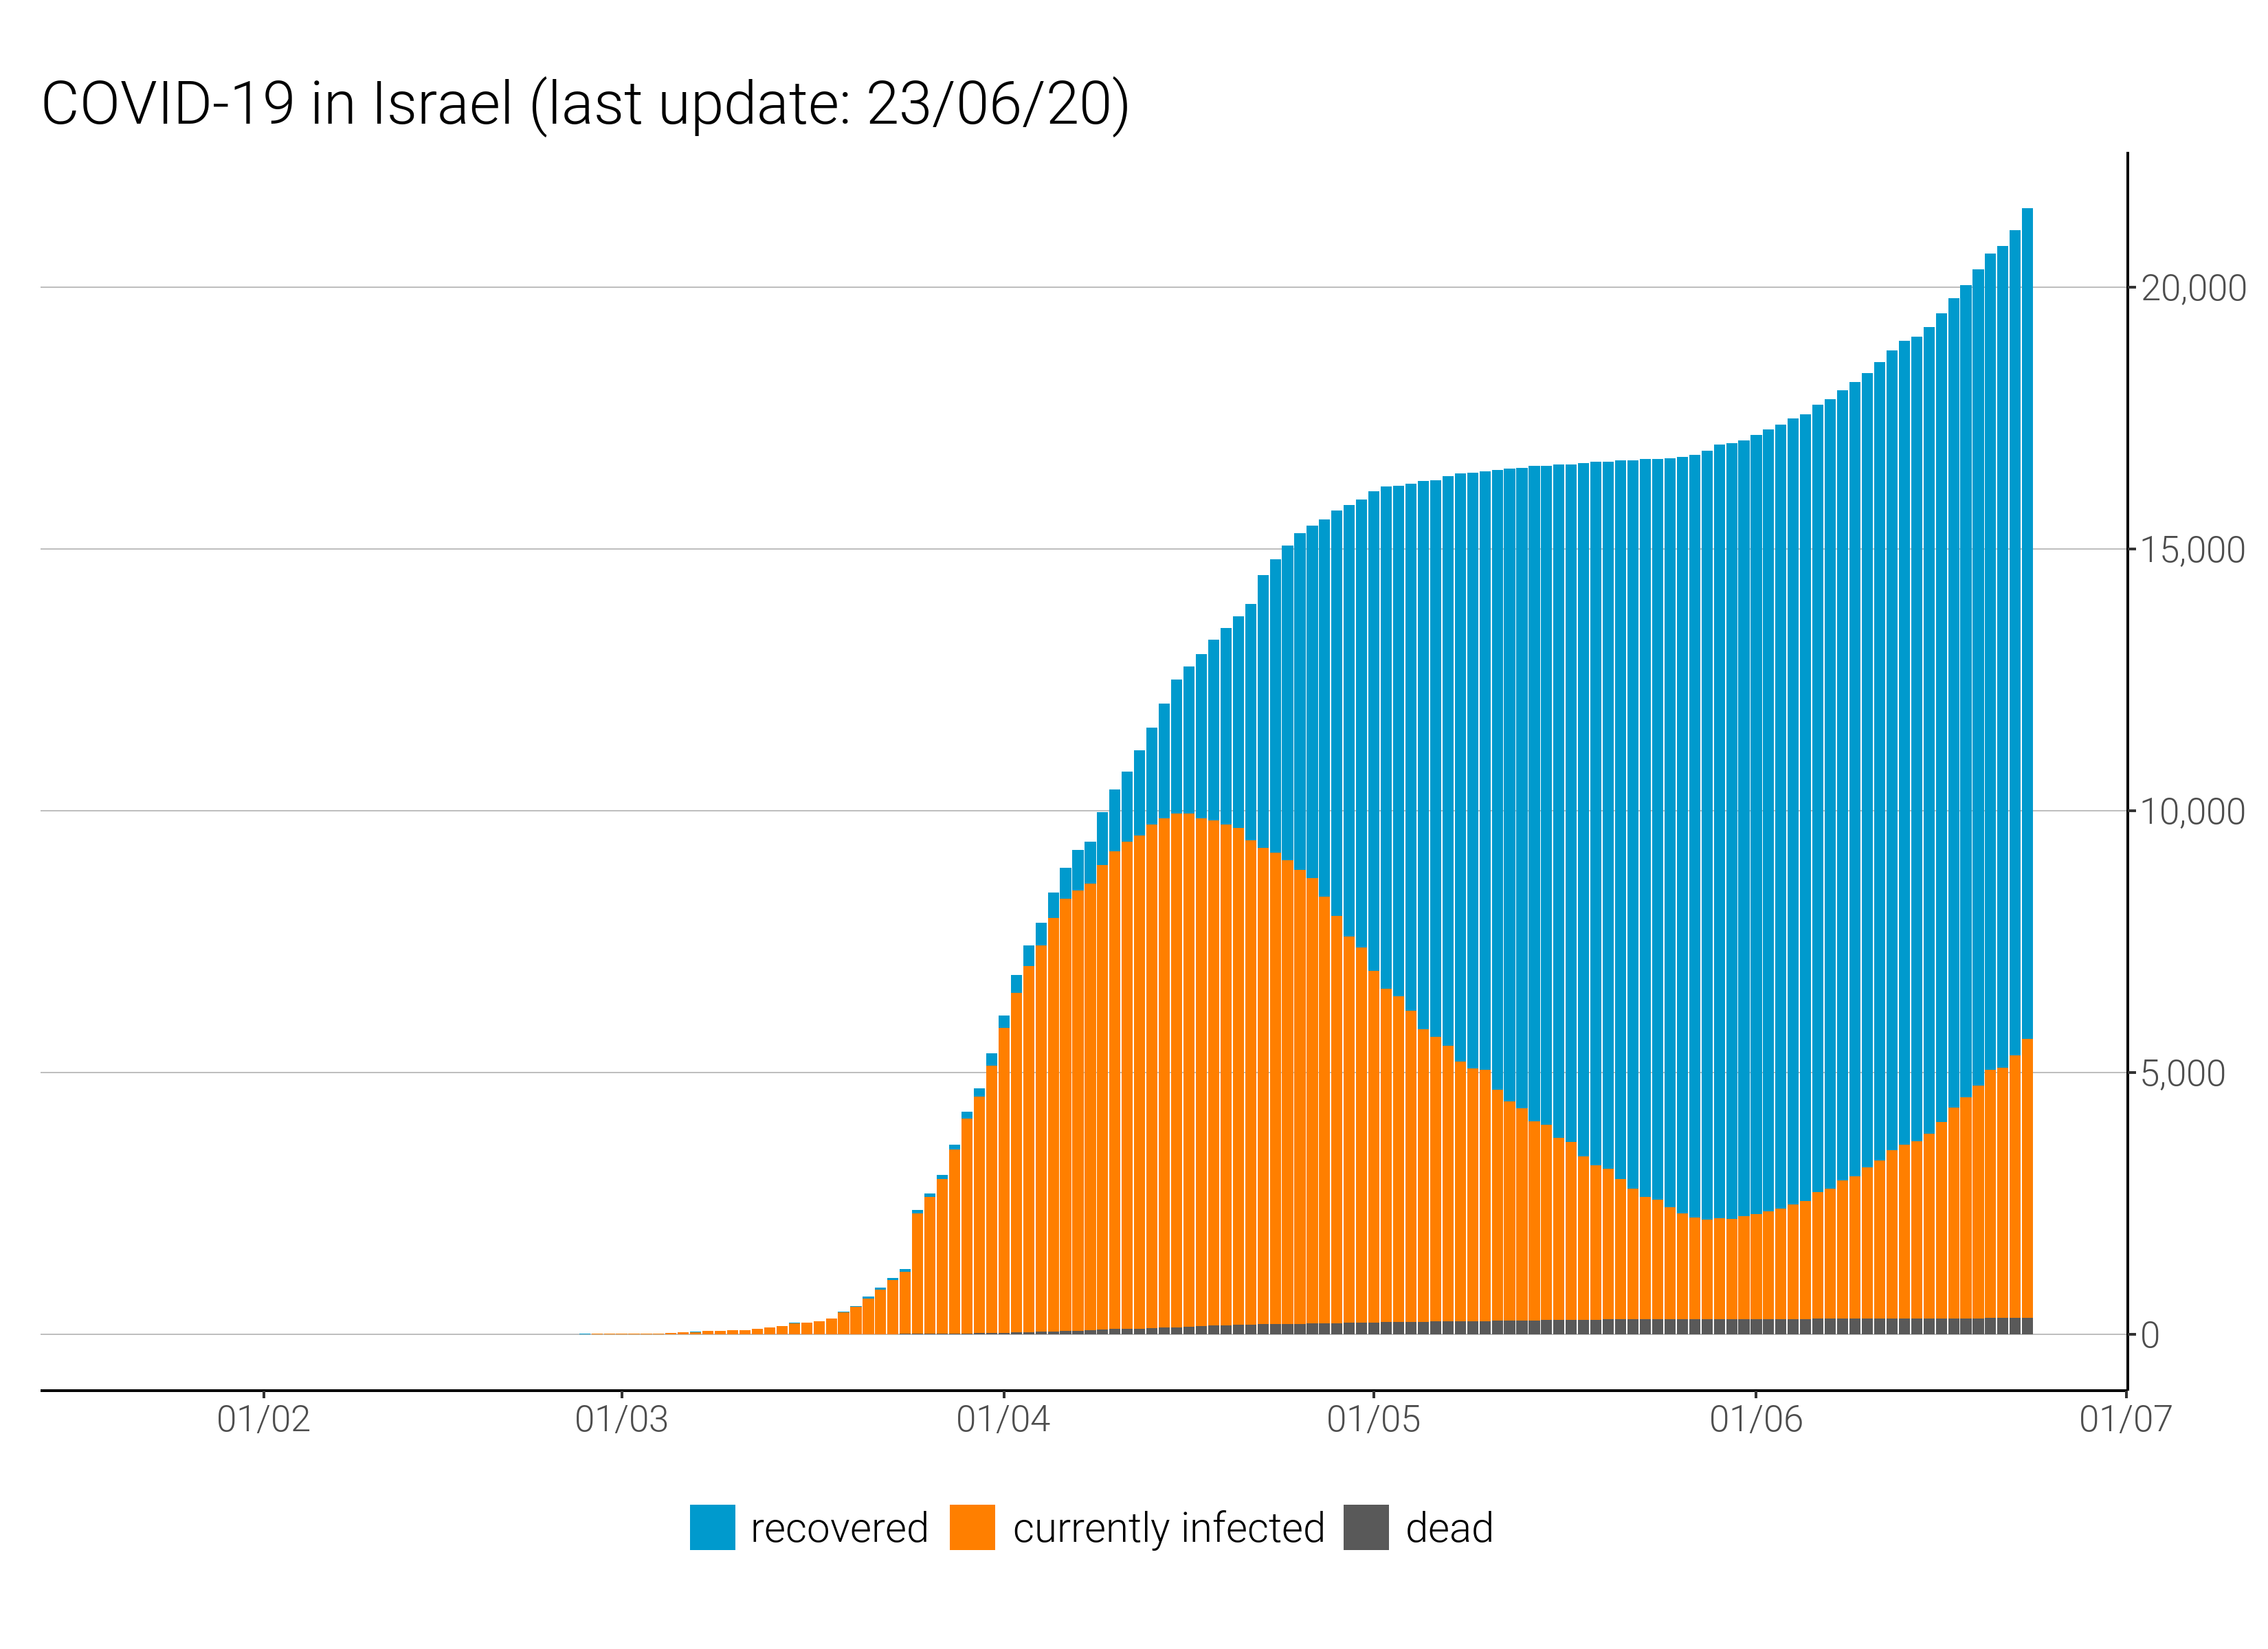 COVID-19 in Israel (last update: 23/06/20)
20,000
15,000
10,000
5,000
0
01/02 01/03 01/04 01/05 01/06 01/07
recovered currently infected dead